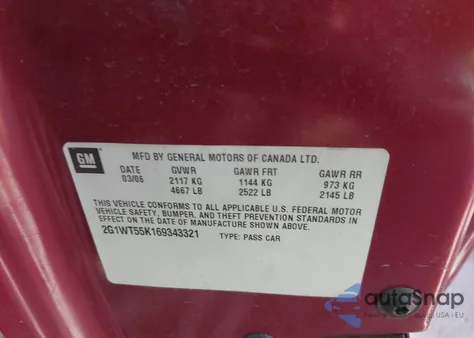 GM
MFD BY GENERAL MOTORS OF CANADA LTD.
DATE GVWR GAWR FRT GAWR RR
03/06 2117 KG 1144 KG 973 KG
4667 LB 2522 LB 2145 LB
THIS VEHICLE CONFORMS TO ALL APPLICABLE U.S. FEDERAL MOTOR
VEHICLE SAFETY, BUMPER, AND THEFT PREVENTION STANDARDS IN
EFFECT ON THE DATE OF MANUFACTURE SHOWN ABOVE.
2G1WT55K169343321 TYPE: PASS CAR
autoSnap
USA | EU